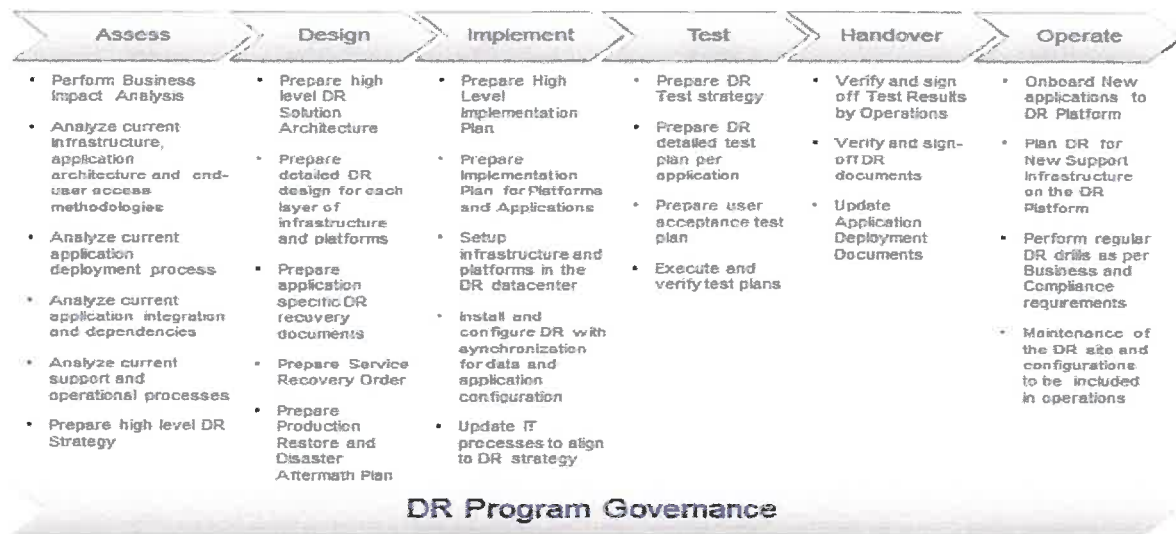 Assess
Design
Implement
Test
Handover
Operate
• Perform Business
Impact Analysis
• Analyze current
infrastructure,
application
architecture and end-
user access
methodologies
• Analyze current
application
deployment process
• Analyze current
application integration
and dependencies
• Analyze current
support and
operational processes
• Prepare high level DR
Strategy
• Prepare high
level DR
Solution
Architecture
• Prepare
detailed DR
design for each
layer of
infrastructure
and platforms
• Prepare
application
specific DR
recovery
documents
• Prepare Service
Recovery Order
• Prepare
Production
Restore and
Disaster
Aftermath Plan
• Prepare High
Level
Implementation
Plan
• Prepare
Implementation
Plan for Platforms
and Applications
• Setup
infrastructure and
platforms in the
DR datacenter
• Install and
configure DR with
synchronization
for data and
application
configuration
• Update IT
processes to align
to DR strategy
• Prepare DR
Test strategy
• Prepare DR
detailed test
plan per
application
• Prepare user
acceptance test
plan
• Execute and
verify test plans
• Verify and sign
off Test Results
by Operations
• Verify and sign-
off DR
documents
• Update
Application
Deployment
Documents
• Onboard New
applications to
DR Platform
• Plan DR for
New Support
Infrastructure
on the DR
Platform
• Perform regular
DR drills as per
Business and
Compliance
requirements
• Maintenance of
the DR site and
configurations
to be included
in operations
DR Program Governance